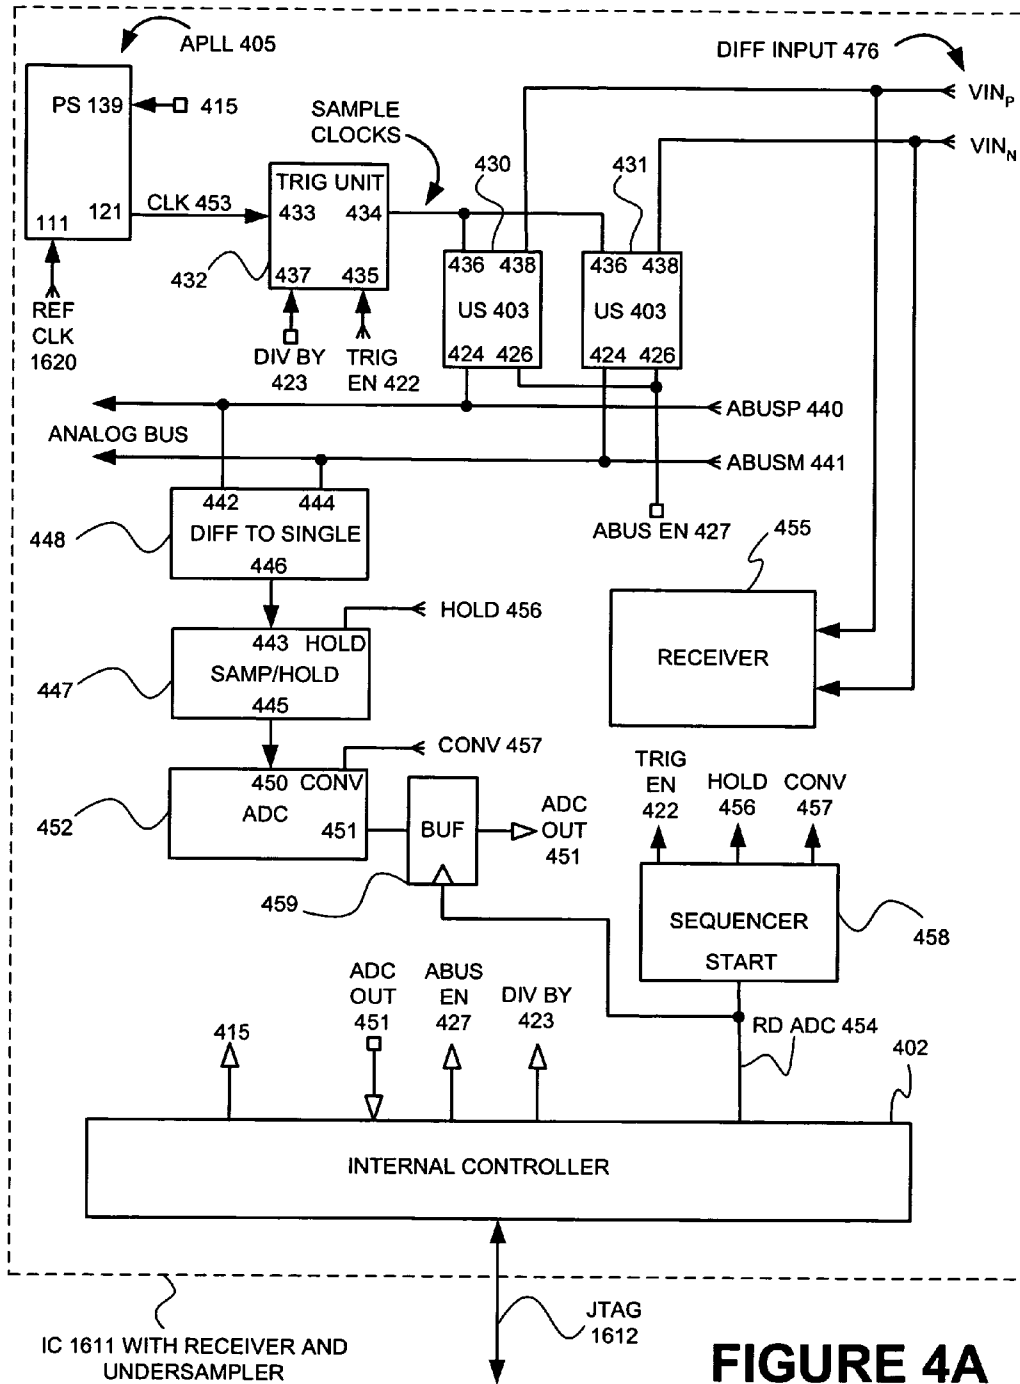 APLL 405
DIFF INPUT 476
PS 139
415
SAMPLE
CLOCKS
VINP
VINN
430
431
TRIG UNIT
CLK 453
121
111
433 434
437 435
432
436 438
US 403
424 426
436 438
US 403
424 426
REF
CLK
1620
DIV BY
423
TRIG
EN 422
ABUSP 440
ANALOG BUS
ABUSM 441
442 444
DIFF TO SINGLE
446
448
ABUS EN 427
455
RECEIVER
HOLD 456
443 HOLD
SAMP/HOLD
445
447
CONV 457
450 CONV
ADC
451
452
BUF
459
ADC
OUT
451
TRIG
EN
422
HOLD
456
CONV
457
SEQUENCER
START
458
415
ADC
OUT
451
ABUS
EN
427
DIV BY
423
RD ADC 454
402
INTERNAL CONTROLLER
JTAG
1612
IC 1611 WITH RECEIVER AND
UNDERSAMPLER
FIGURE 4A